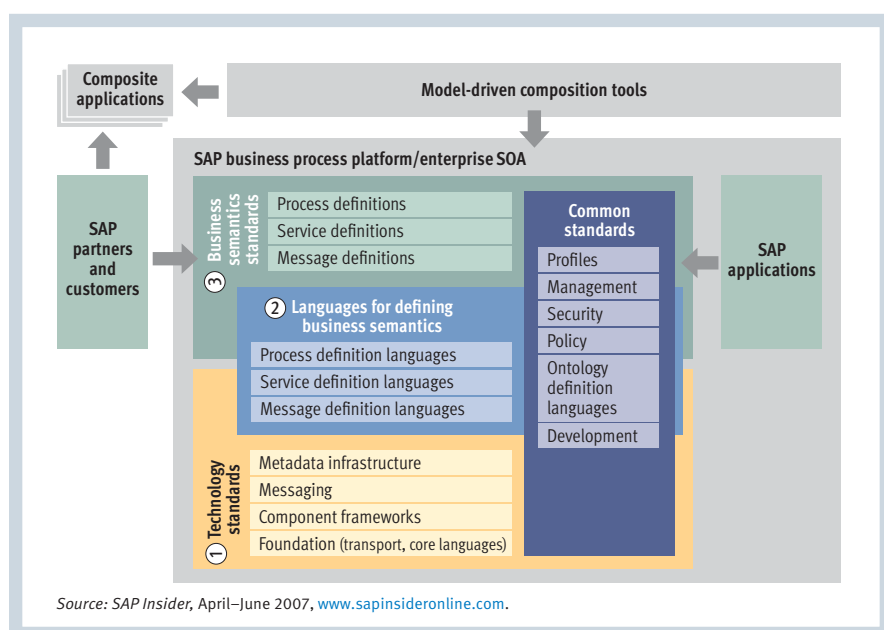 Composite
applications
Model-driven composition tools
SAP business process platform/enterprise SOA
SAP
partners
and
customers
3 Business
semantics
standards
Process definitions
Service definitions
Message definitions
Common
standards
Profiles
Management
Security
Policy
Ontology
definition
languages
Development
SAP
applications
2 Languages for defining
business semantics
Process definition languages
Service definition languages
Message definition languages
1 Technology
standards
Metadata infrastructure
Messaging
Component frameworks
Foundation (transport, core languages)
Source: SAP Insider, April–June 2007, www.sapinsideronline.com.